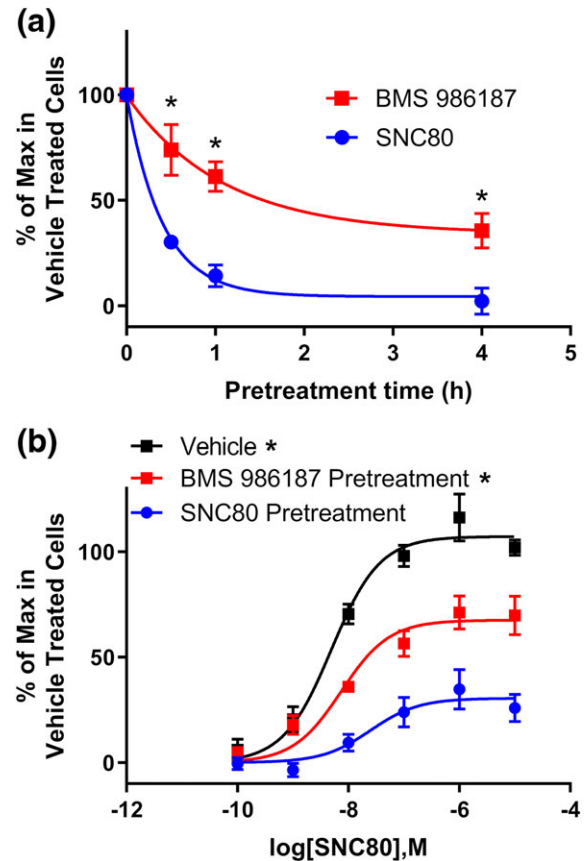 (a)
% of Max in
Vehicle Treated Cells
100
50
0
*
*
*
BMS 986187
SNC80
0
1
2
3
4
5
Pretreatment time (h)
(b)
Vehicle *
BMS 986187 Pretreatment *
SNC80 Pretreatment
% of Max in
Vehicle Treated Cells
100
50
0
-12
-10
-8
-6
-4
log[SNC80],M